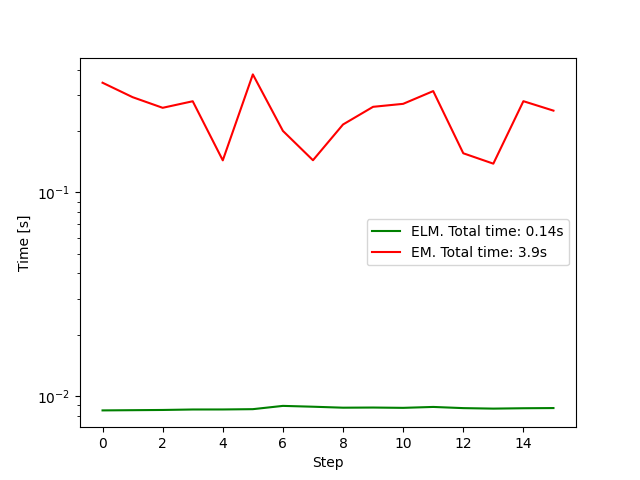 Time [s]
10⁻¹
10⁻²
ELM. Total time: 0.14s
EM. Total time: 3.9s
0 2 4 6 8 10 12 14
Step